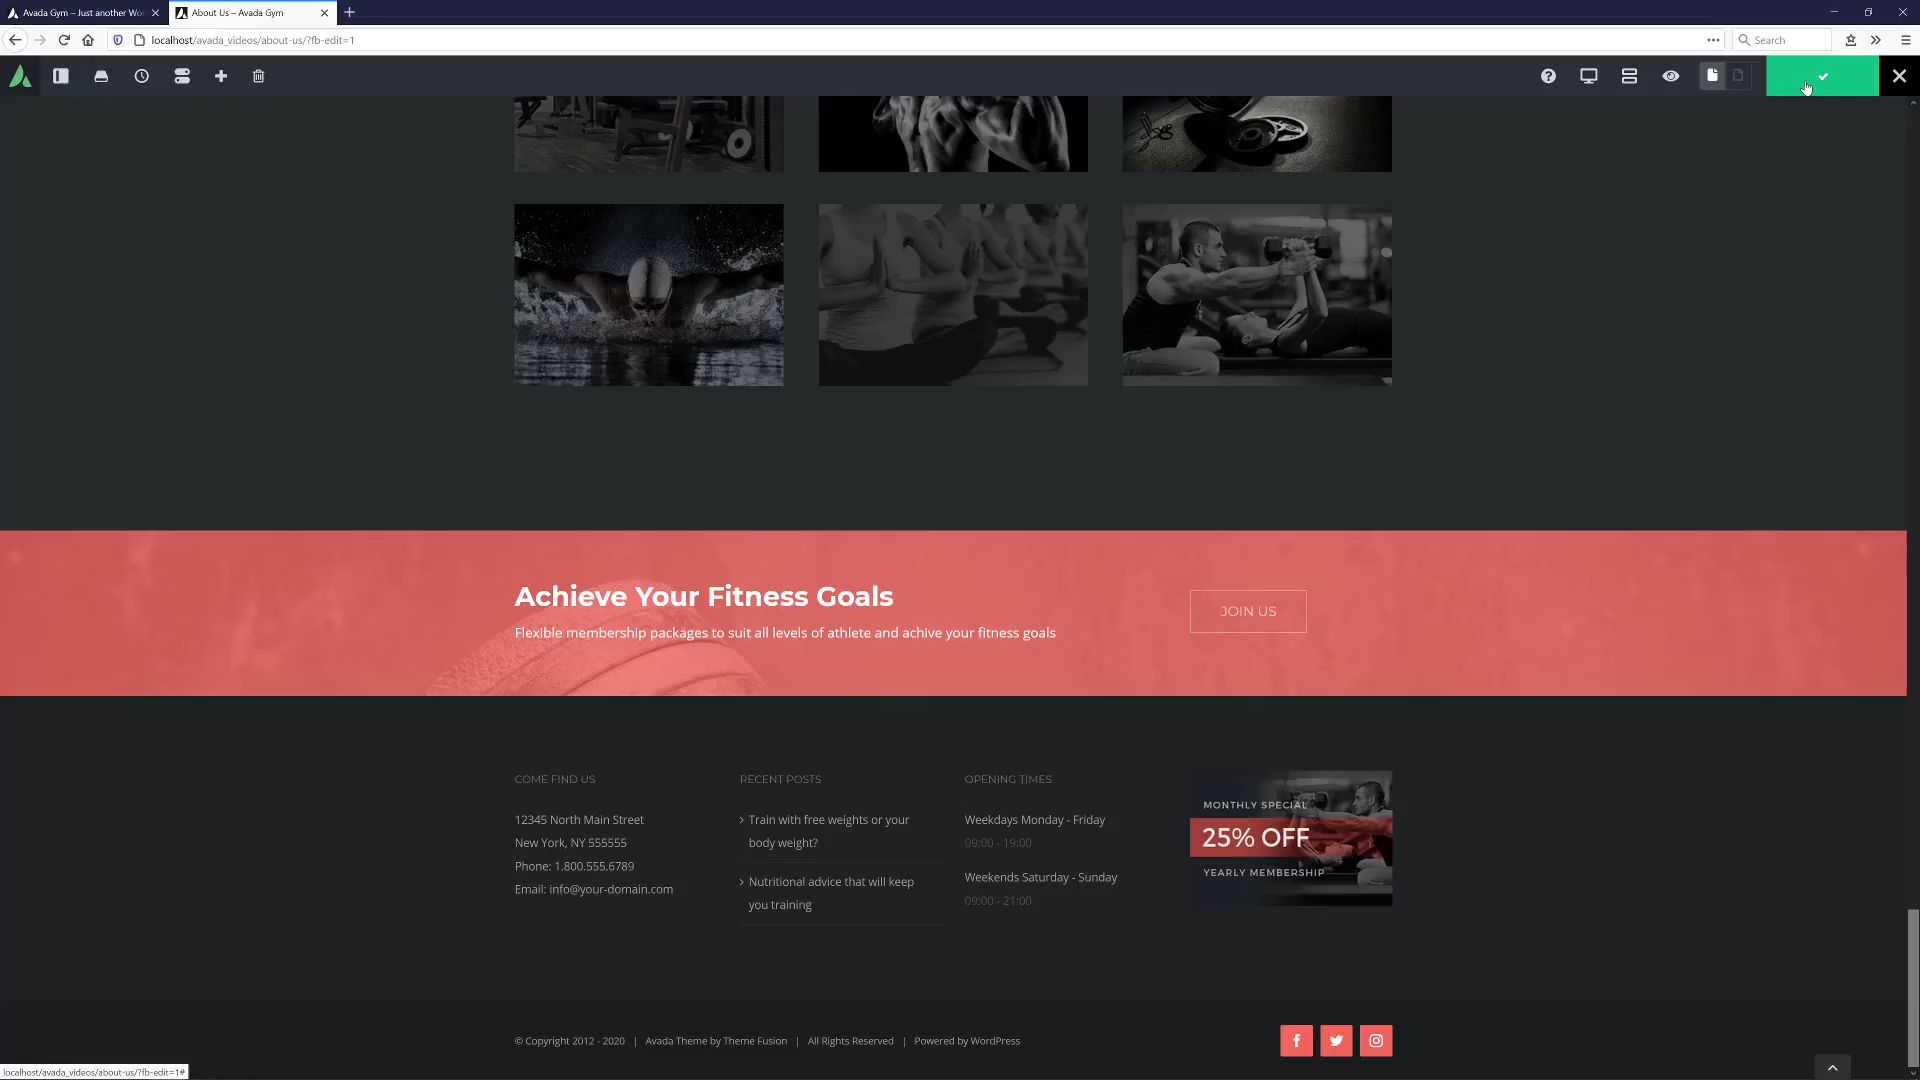 Avada Gym – Just another Wo
About Us – Avada Gym
localhost/avada_videos/about-us/?fb-edit=1
Search
Achieve Your Fitness Goals
Flexible membership packages to suit all levels of athlete and achive your fitness goals
JOIN US
COME FIND US
12345 North Main Street
New York, NY 555555
Phone: 1.800.555.6789
Email: info@your-domain.com
RECENT POSTS
Train with free weights or your
body weight?
Nutritional advice that will keep
you training
OPENING TIMES
Weekdays Monday - Friday
09:00 - 19:00
Weekends Saturday - Sunday
09:00 - 21:00
MONTHLY SPECIAL
25% OFF
YEARLY MEMBERSHIP
© Copyright 2012 - 2020 | Avada Theme by Theme Fusion | All Rights Reserved | Powered by WordPress
localhost/avada_videos/about-us/?fb-edit=1#